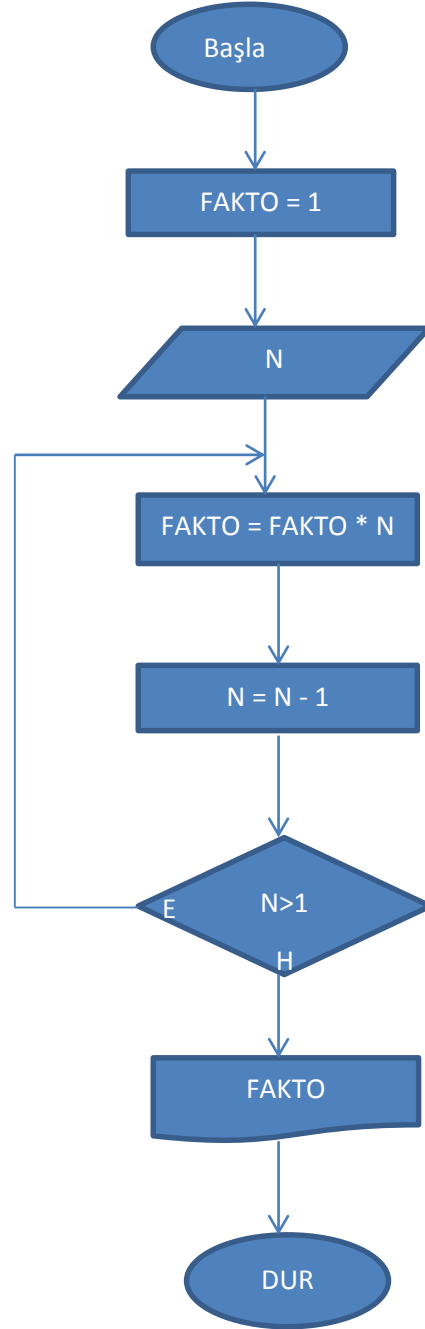 Başla
FAKTO = 1
N
FAKTO = FAKTO * N
N = N - 1
N>1
E
H
FAKTO
DUR